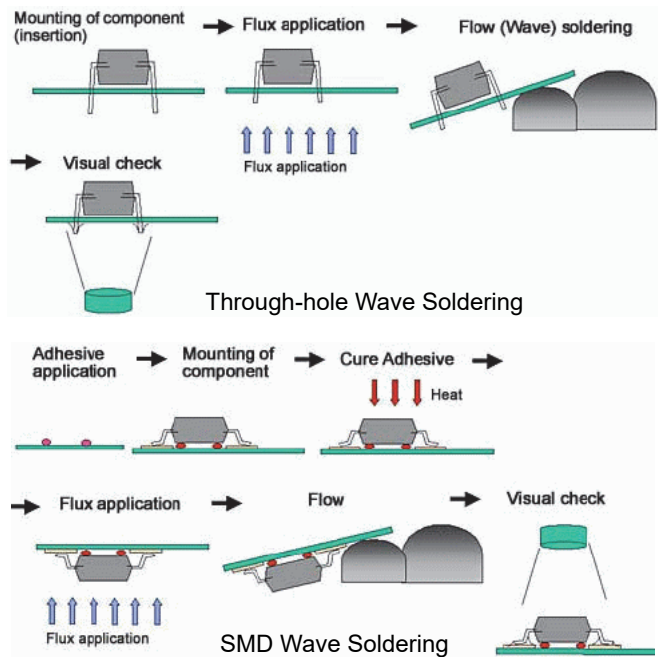 Mounting of component
(insertion)
Flux application
Flow (Wave) soldering
Flux application
Visual check
Through-hole Wave Soldering
Adhesive
application
Mounting of
component
Cure Adhesive
Heat
Flux application
Flow
Visual check
Flux application
SMD Wave Soldering